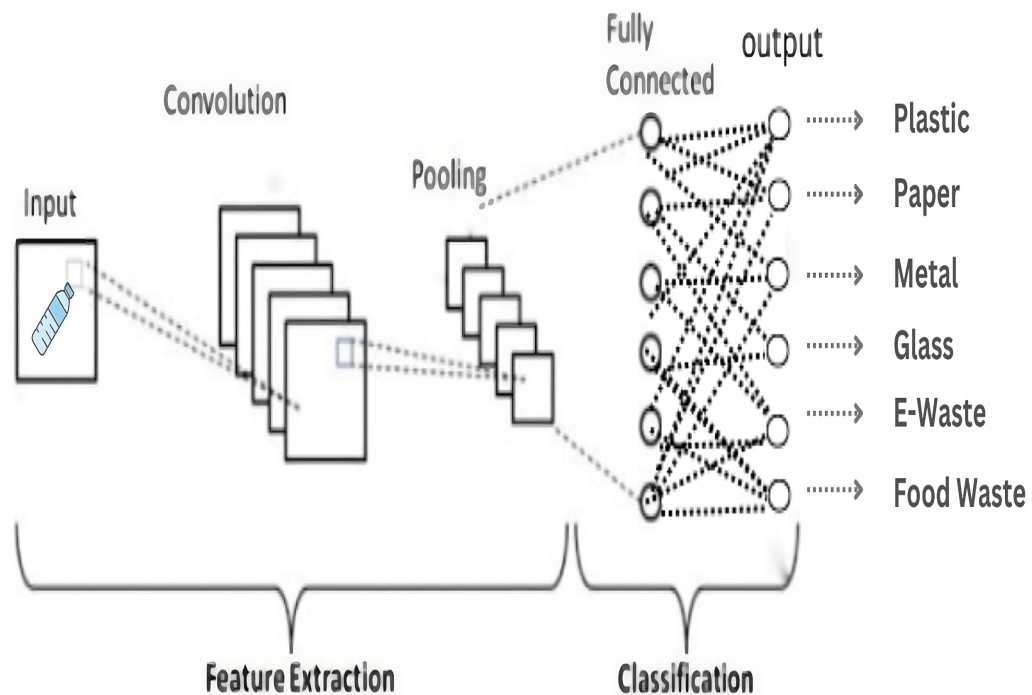 Input
Convolution
Pooling
Fully
Connected
output
Plastic
Paper
Metal
Glass
E-Waste
Food Waste
Feature Extraction
Classification